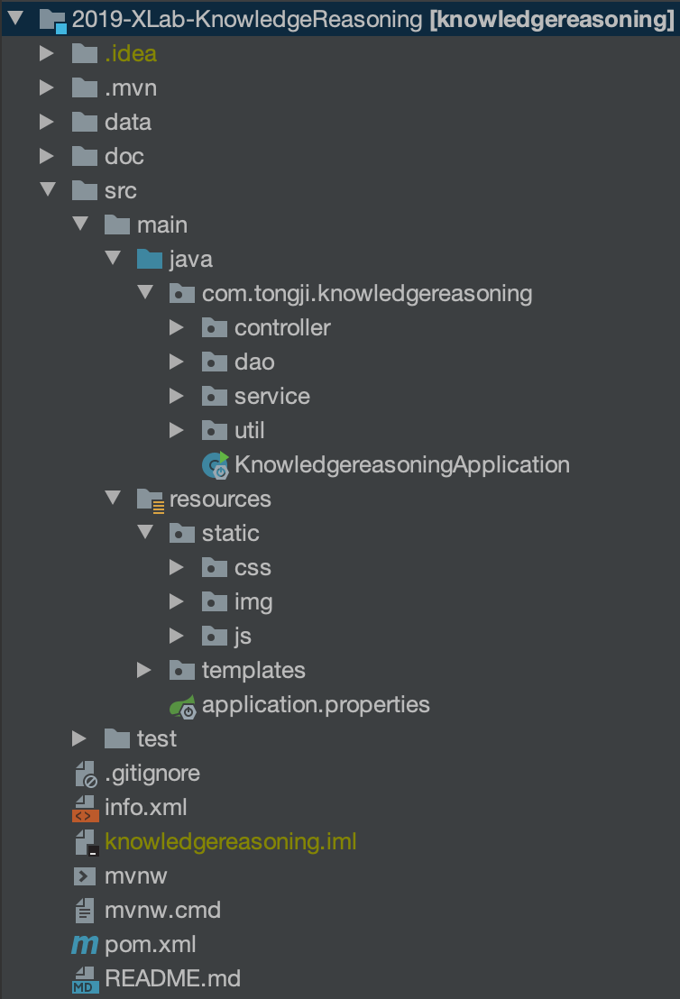 2019-XLab-KnowledgeReasoning [knowledgereasoning]
.idea
.mvn
data
doc
src
main
java
com.tongji.knowledgereasoning
controller
dao
service
util
KnowledgereasoningApplication
resources
static
css
img
js
templates
application.properties
test
.gitignore
info.xml
knowledgereasoning.iml
mvnw
mvnw.cmd
pom.xml
README.md